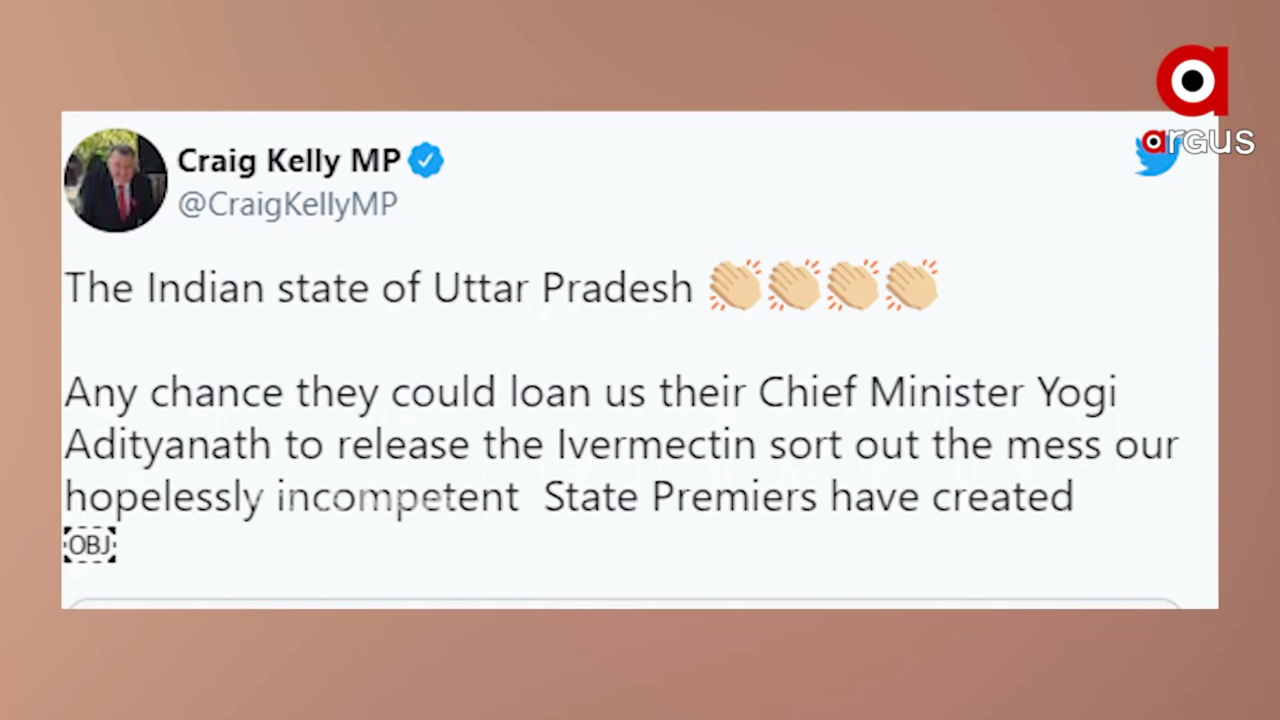 a
argus
Craig Kelly MP
@CraigKellyMP
The Indian state of Uttar Pradesh 👏🏼👏🏼👏🏼👏🏼
Any chance they could loan us their Chief Minister Yogi
Adityanath to release the Ivermectin sort out the mess our
hopelessly incompetent  State Premiers have created
OBJ